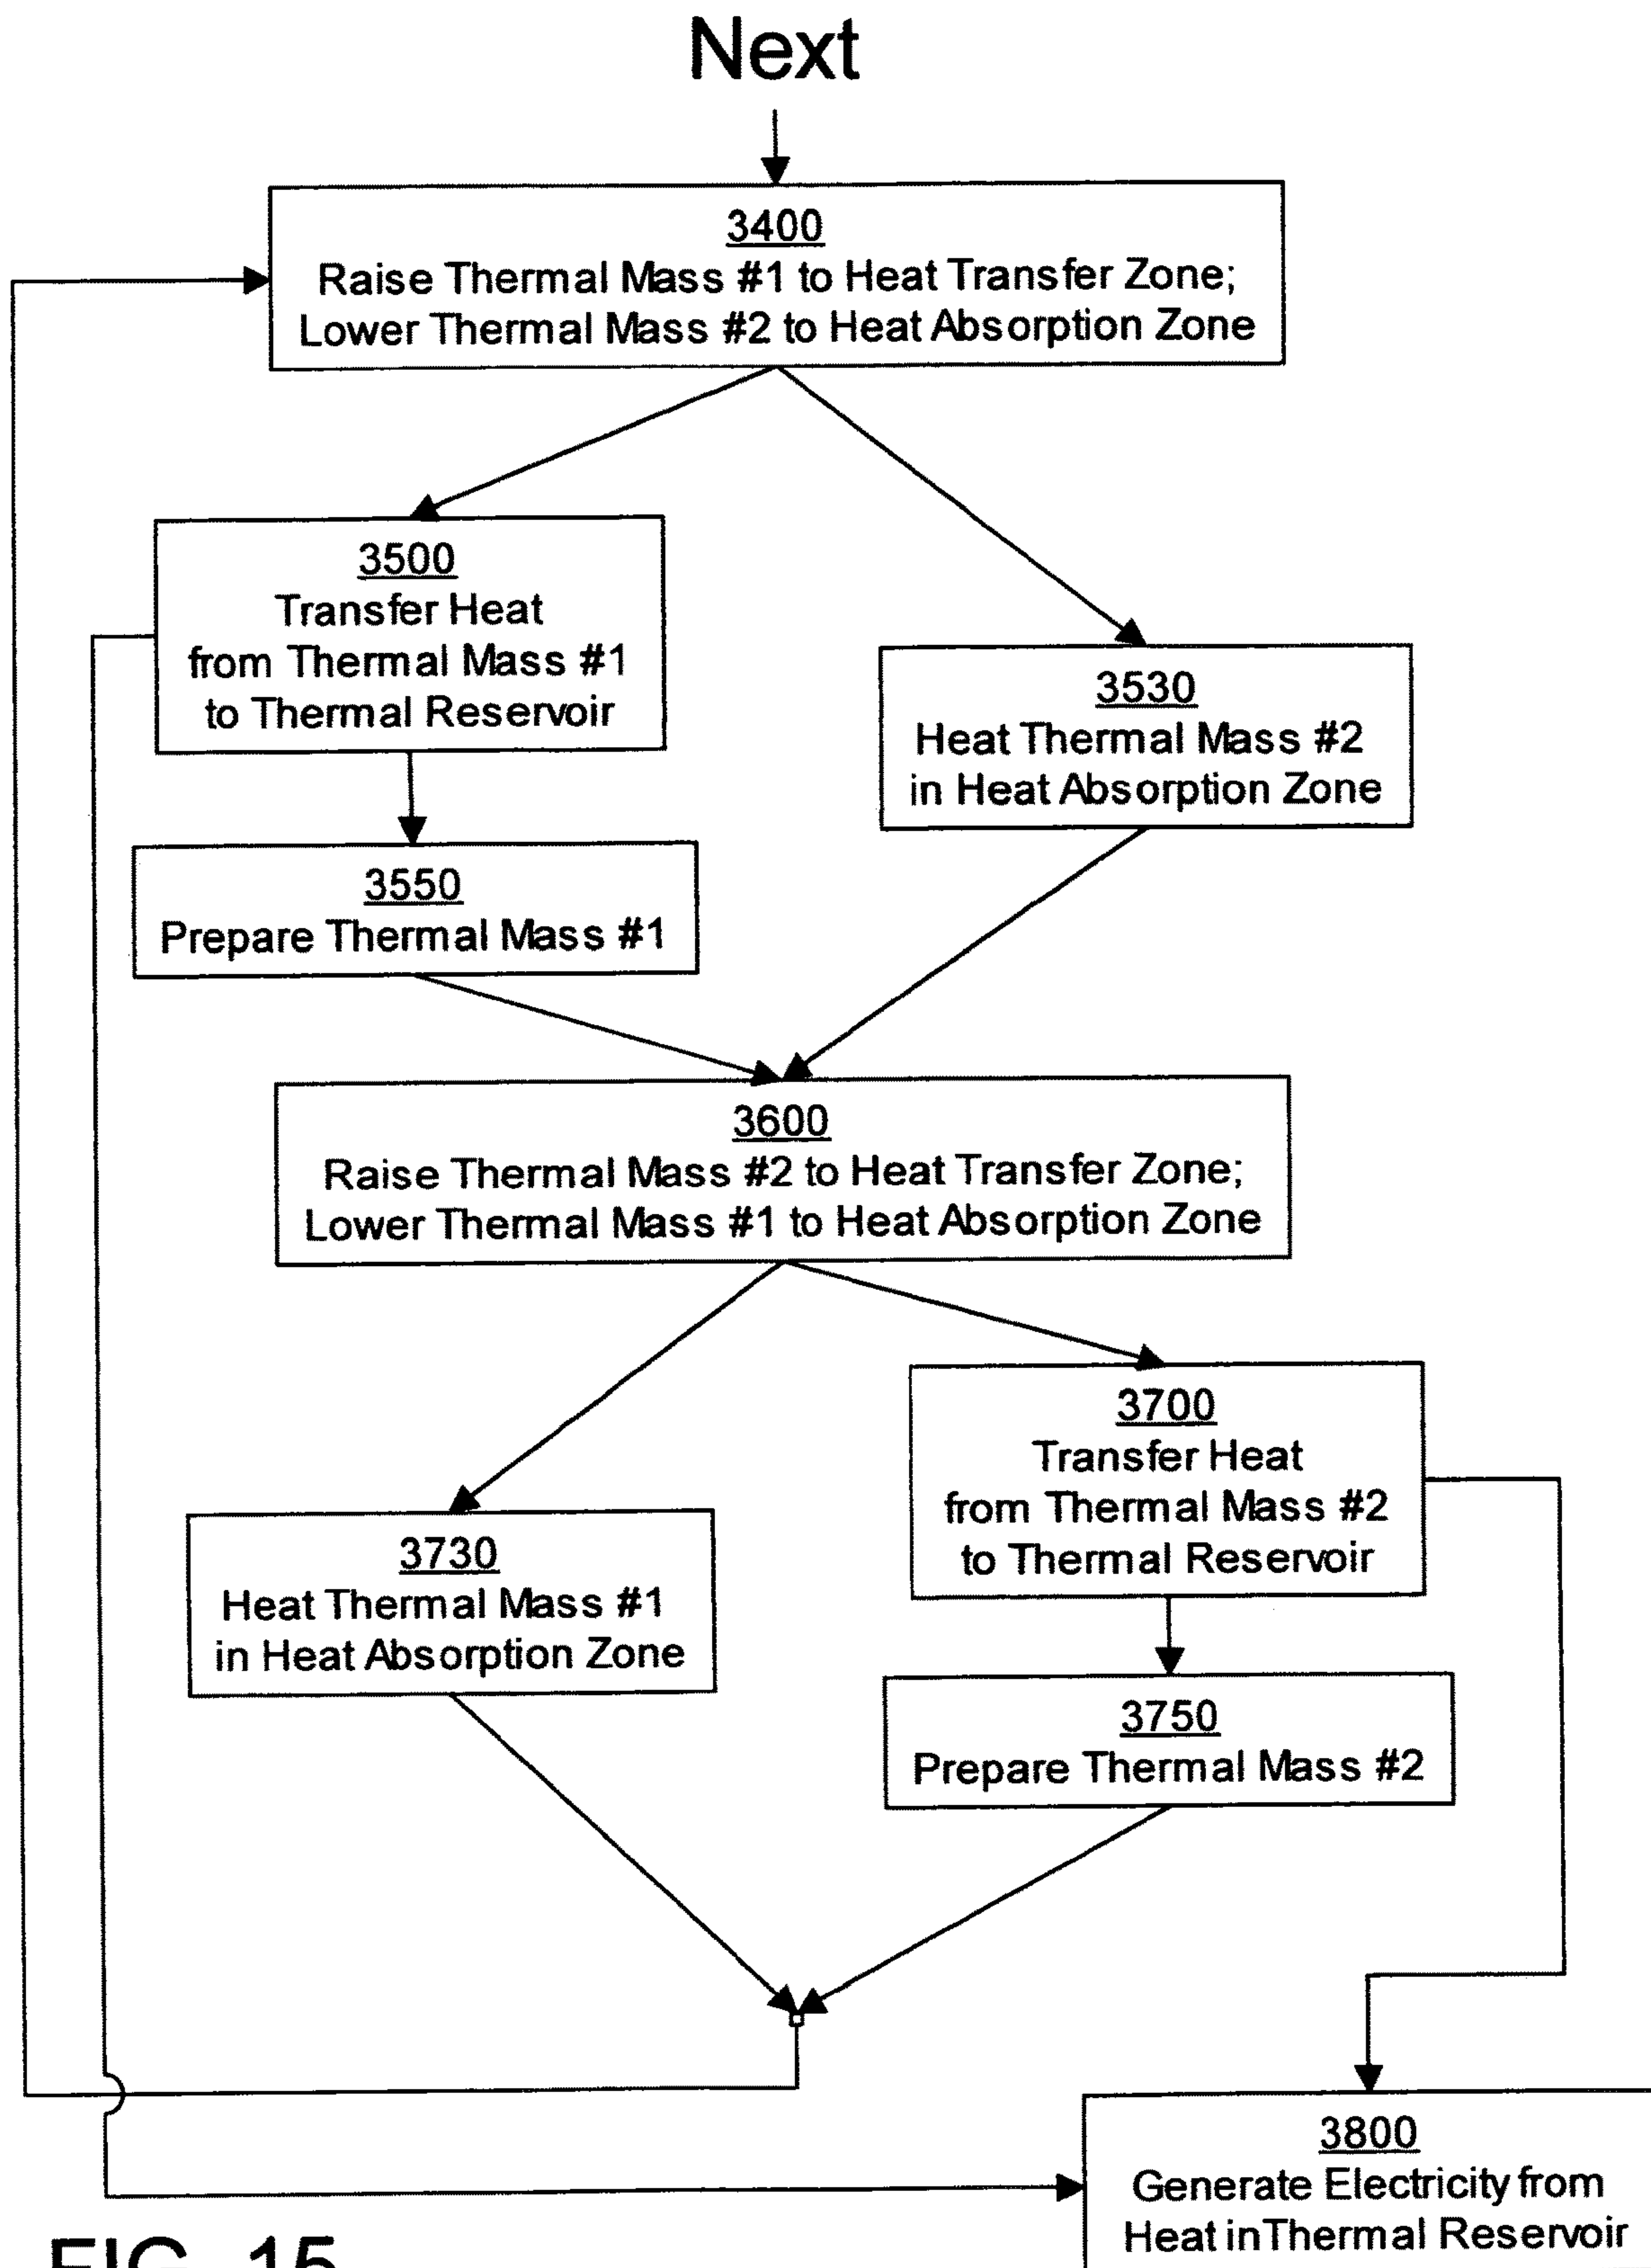 Next
3400
Raise Thermal Mass #1 to Heat Transfer Zone;
Lower Thermal Mass #2 to Heat Absorption Zone
3500
Transfer Heat
from Thermal Mass #1
to Thermal Reservoir
3530
Heat Thermal Mass #2
in Heat Absorption Zone
3550
Prepare Thermal Mass #1
3600
Raise Thermal Mass #2 to Heat Transfer Zone;
Lower Thermal Mass #1 to Heat Absorption Zone
3700
Transfer Heat
from Thermal Mass #2
to Thermal Reservoir
3730
Heat Thermal Mass #1
in Heat Absorption Zone
3750
Prepare Thermal Mass #2
3800
Generate Electricity from
Heat in Thermal Reservoir
FIG. 15